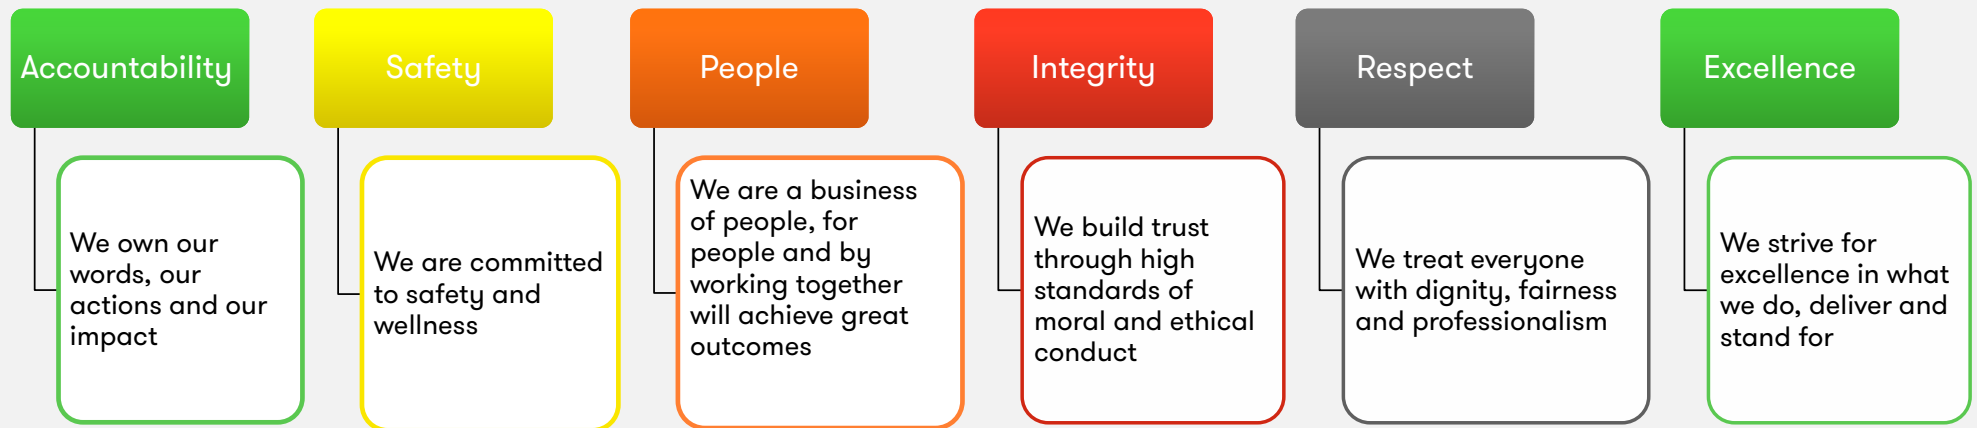 Accountability
We own our
words, our
actions and our
impact
Safety
We are committed
to safety and
wellness
People
We are a business
of people, for
people and by
working together
will achieve great
outcomes
Integrity
We build trust
through high
standards of
moral and ethical
conduct
Respect
We treat everyone
with dignity, fairness
and professionalism
Excellence
We strive for
excellence in what
we do, deliver and
stand for